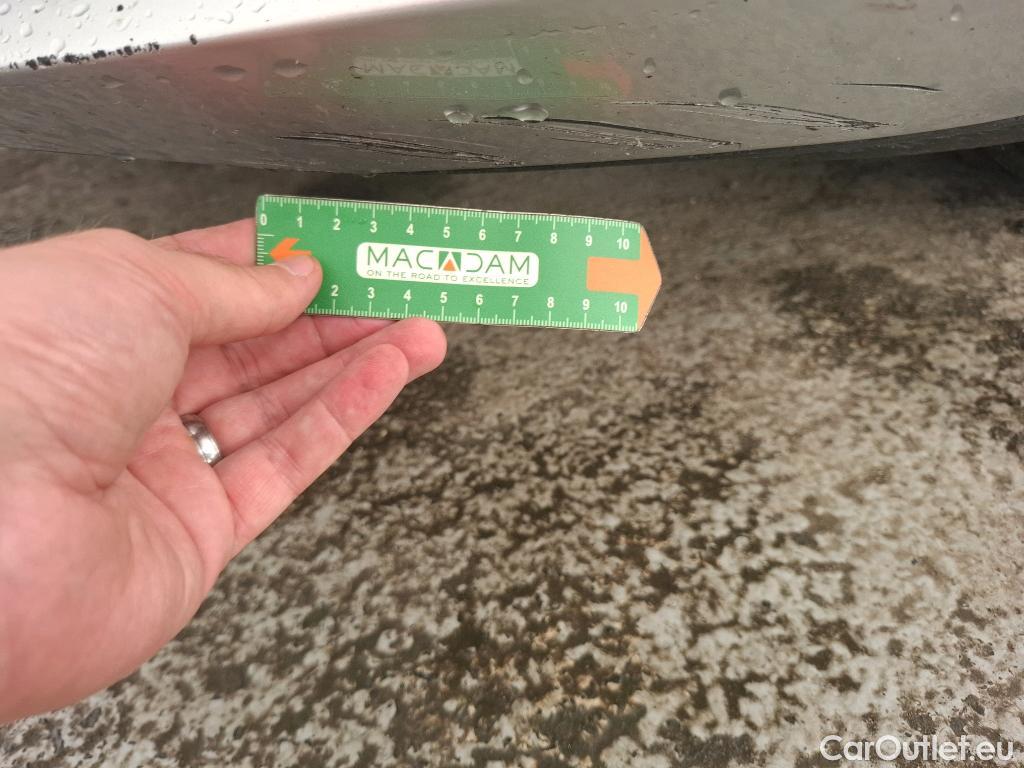 0 1 2 3 4 5 6 7 8 9 10
MACADAM
ON THE ROAD TO EXCELLENCE
2 3 4 5 6 7 8 9 10
CarOutlet.eu